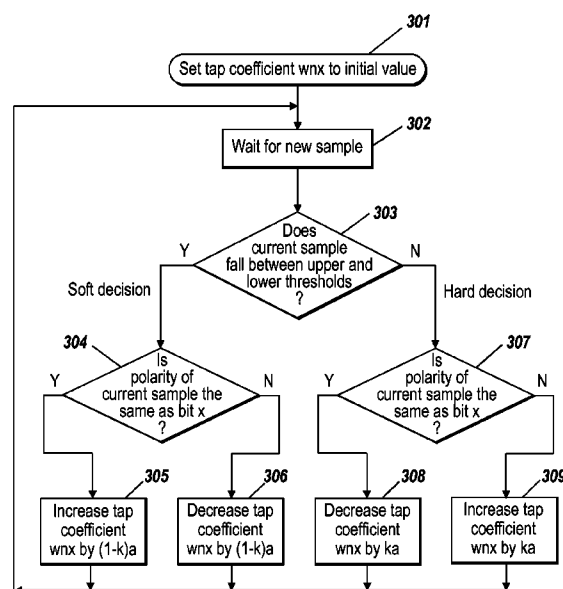 301
Set tap coefficient wnx to initial value
302
Wait for new sample
303
Does
current sample
fall between upper and
lower thresholds
?
Y
N
Soft decision
Hard decision
304
Is
polarity of
current sample the
same as bit x
?
Y
N
307
Is
polarity of
current sample the
same as bit x
?
Y
N
305
Increase tap
coefficient
wnx by (1-k)a
306
Decrease tap
coefficient
wnx by (1-k)a
308
Decrease tap
coefficient
wnx by ka
309
Increase tap
coefficient
wnx by ka